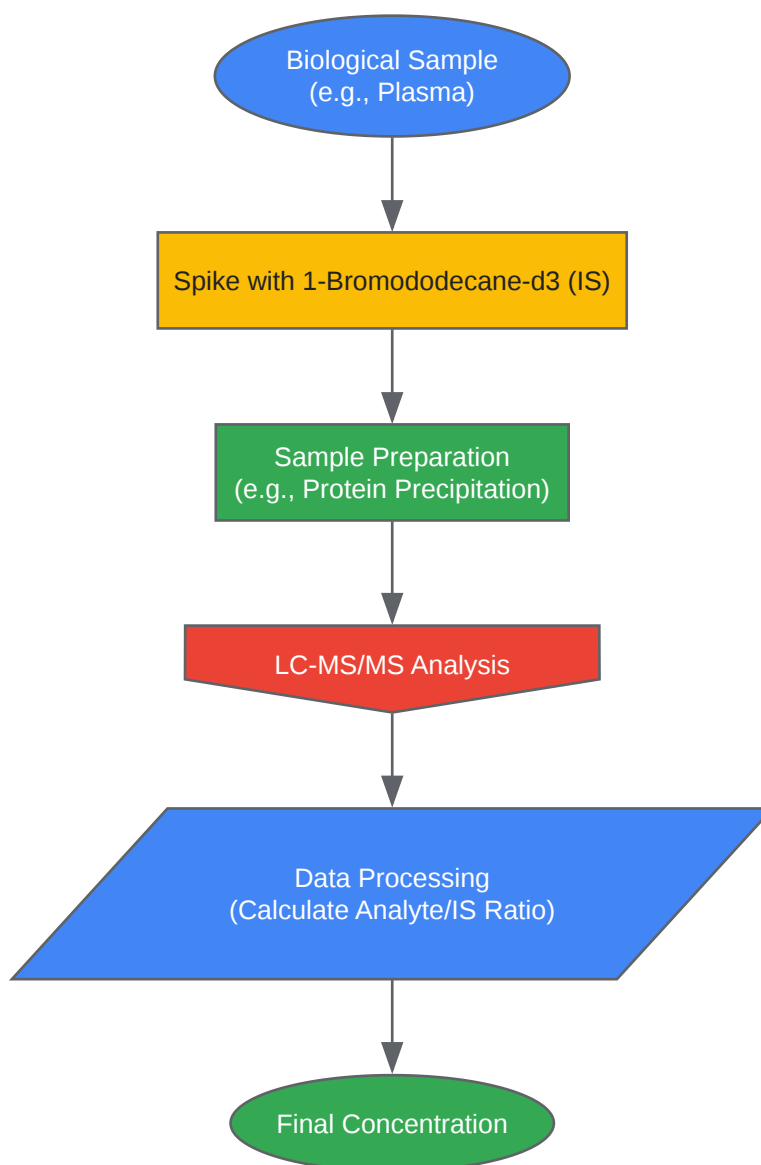 Biological Sample
(e.g., Plasma)
Spike with 1-Bromododecane-d3 (IS)
Sample Preparation
(e.g., Protein Precipitation)
LC-MS/MS Analysis
Data Processing
(Calculate Analyte/IS Ratio)
Final Concentration